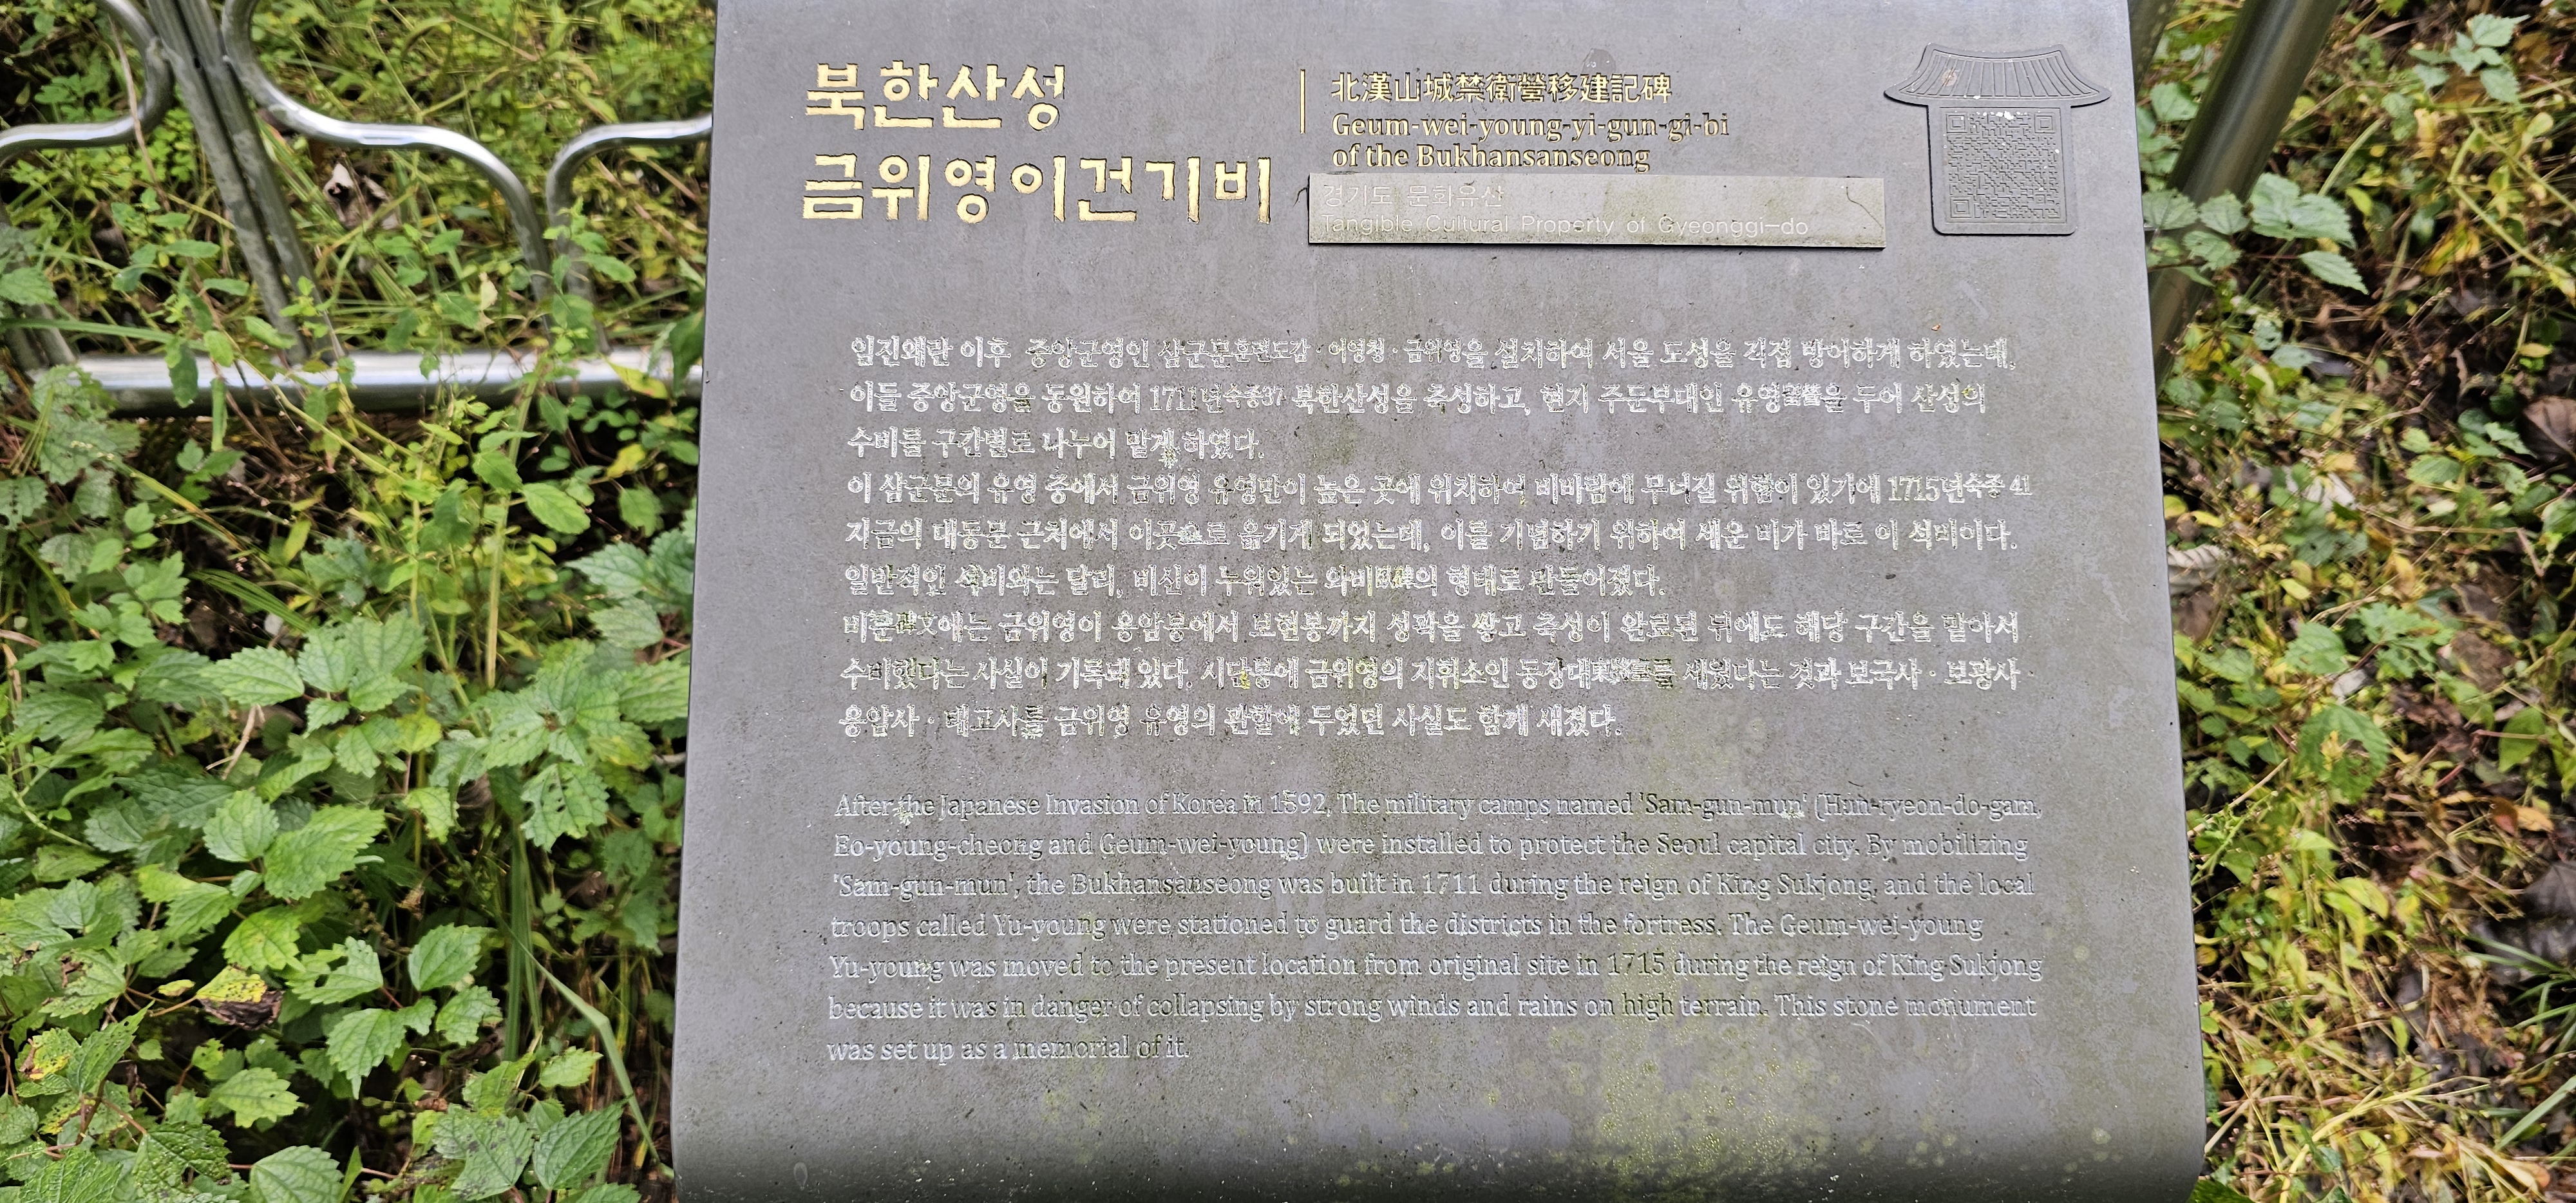 북한산성
금위영이건기비
北漢山城禁衛營移建記碑
Geum-wei-young-yi-gun-gi-bi
of the Bukhansanseong
경기도 문화유산
Tangible Cultural Property of Gyeonggi-do
임진왜란 이후 중앙군영인 삼군문훈련도감·어영청·금위영을 설치하여 서울 도성을 직접 방어하게 하였는데,
이들 중앙군영을 동원하여 1711년숙종37 북한산성을 축성하고, 현지 주둔부대인 유영留營을 두어 산성의
수비를 구간별로 나누어 맡게 하였다.
이 삼군문의 유영 중에서 금위영 유영만이 높은 곳에 위치하여 비바람에 무너질 위험이 있기에 1715년숙종 41
지금의 대동문 근처에서 이곳으로 옮기게 되었는데, 이를 기념하기 위하여 세운 비가 바로 이 석비이다.
일반적인 석비와는 달리, 비신이 누워있는 와비臥碑의 형태로 만들어졌다.
비문碑文에는 금위영이 용암봉에서 보현봉까지 성곽을 쌓고 축성이 완료된 뒤에도 해당 구간을 맡아서
수비했다는 사실이 기록돼 있다. 시단봉에 금위영의 지휘소인 동장대東將臺를 세웠다는 것과 보국사·보광사·
용암사·태고사를 금위영 유영의 관할에 두었던 사실도 함께 새겼다.
After the Japanese Invasion of Korea in 1592, The military camps named 'Sam-gun-mun' (Hun-ryeon-do-gam,
Eo-young-cheong and Geum-wei-young) were installed to protect the Seoul capital city. By mobilizing
'Sam-gun-mun', the Bukhansanseong was built in 1711 during the reign of King Sukjong, and the local
troops called Yu-young were stationed to guard the districts in the fortress. The Geum-wei-young
Yu-young was moved to the present location from original site in 1715 during the reign of King Sukjong
because it was in danger of collapsing by strong winds and rains on high terrain. This stone monument
was set up as a memorial of it.